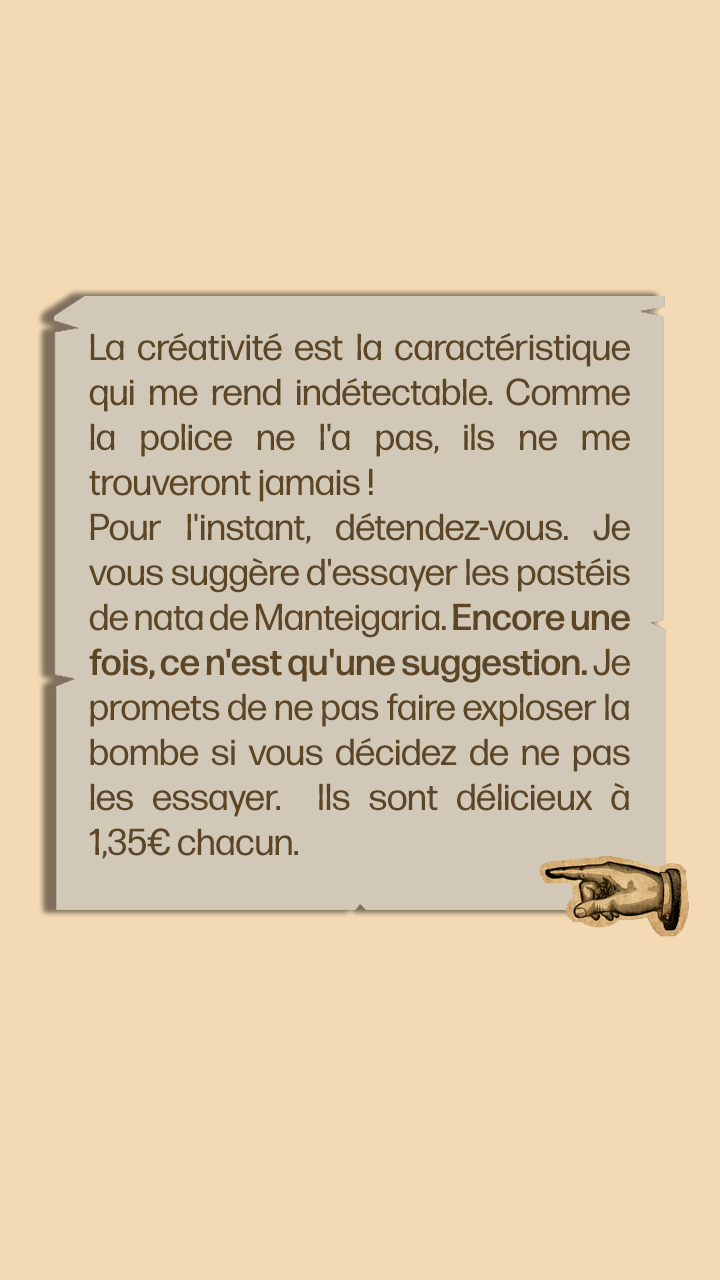 La créativité est la caractéristique
qui me rend indétectable. Comme
la police ne l'a pas, ils ne me
trouveront jamais !
Pour l'instant, détendez-vous. Je
vous suggère d'essayer les pastéis
de nata de Manteigaria. Encore une
fois, ce n'est qu'une suggestion. Je
promets de ne pas faire exploser la
bombe si vous décidez de ne pas
les essayer.  Ils sont délicieux à
1,35€ chacun.